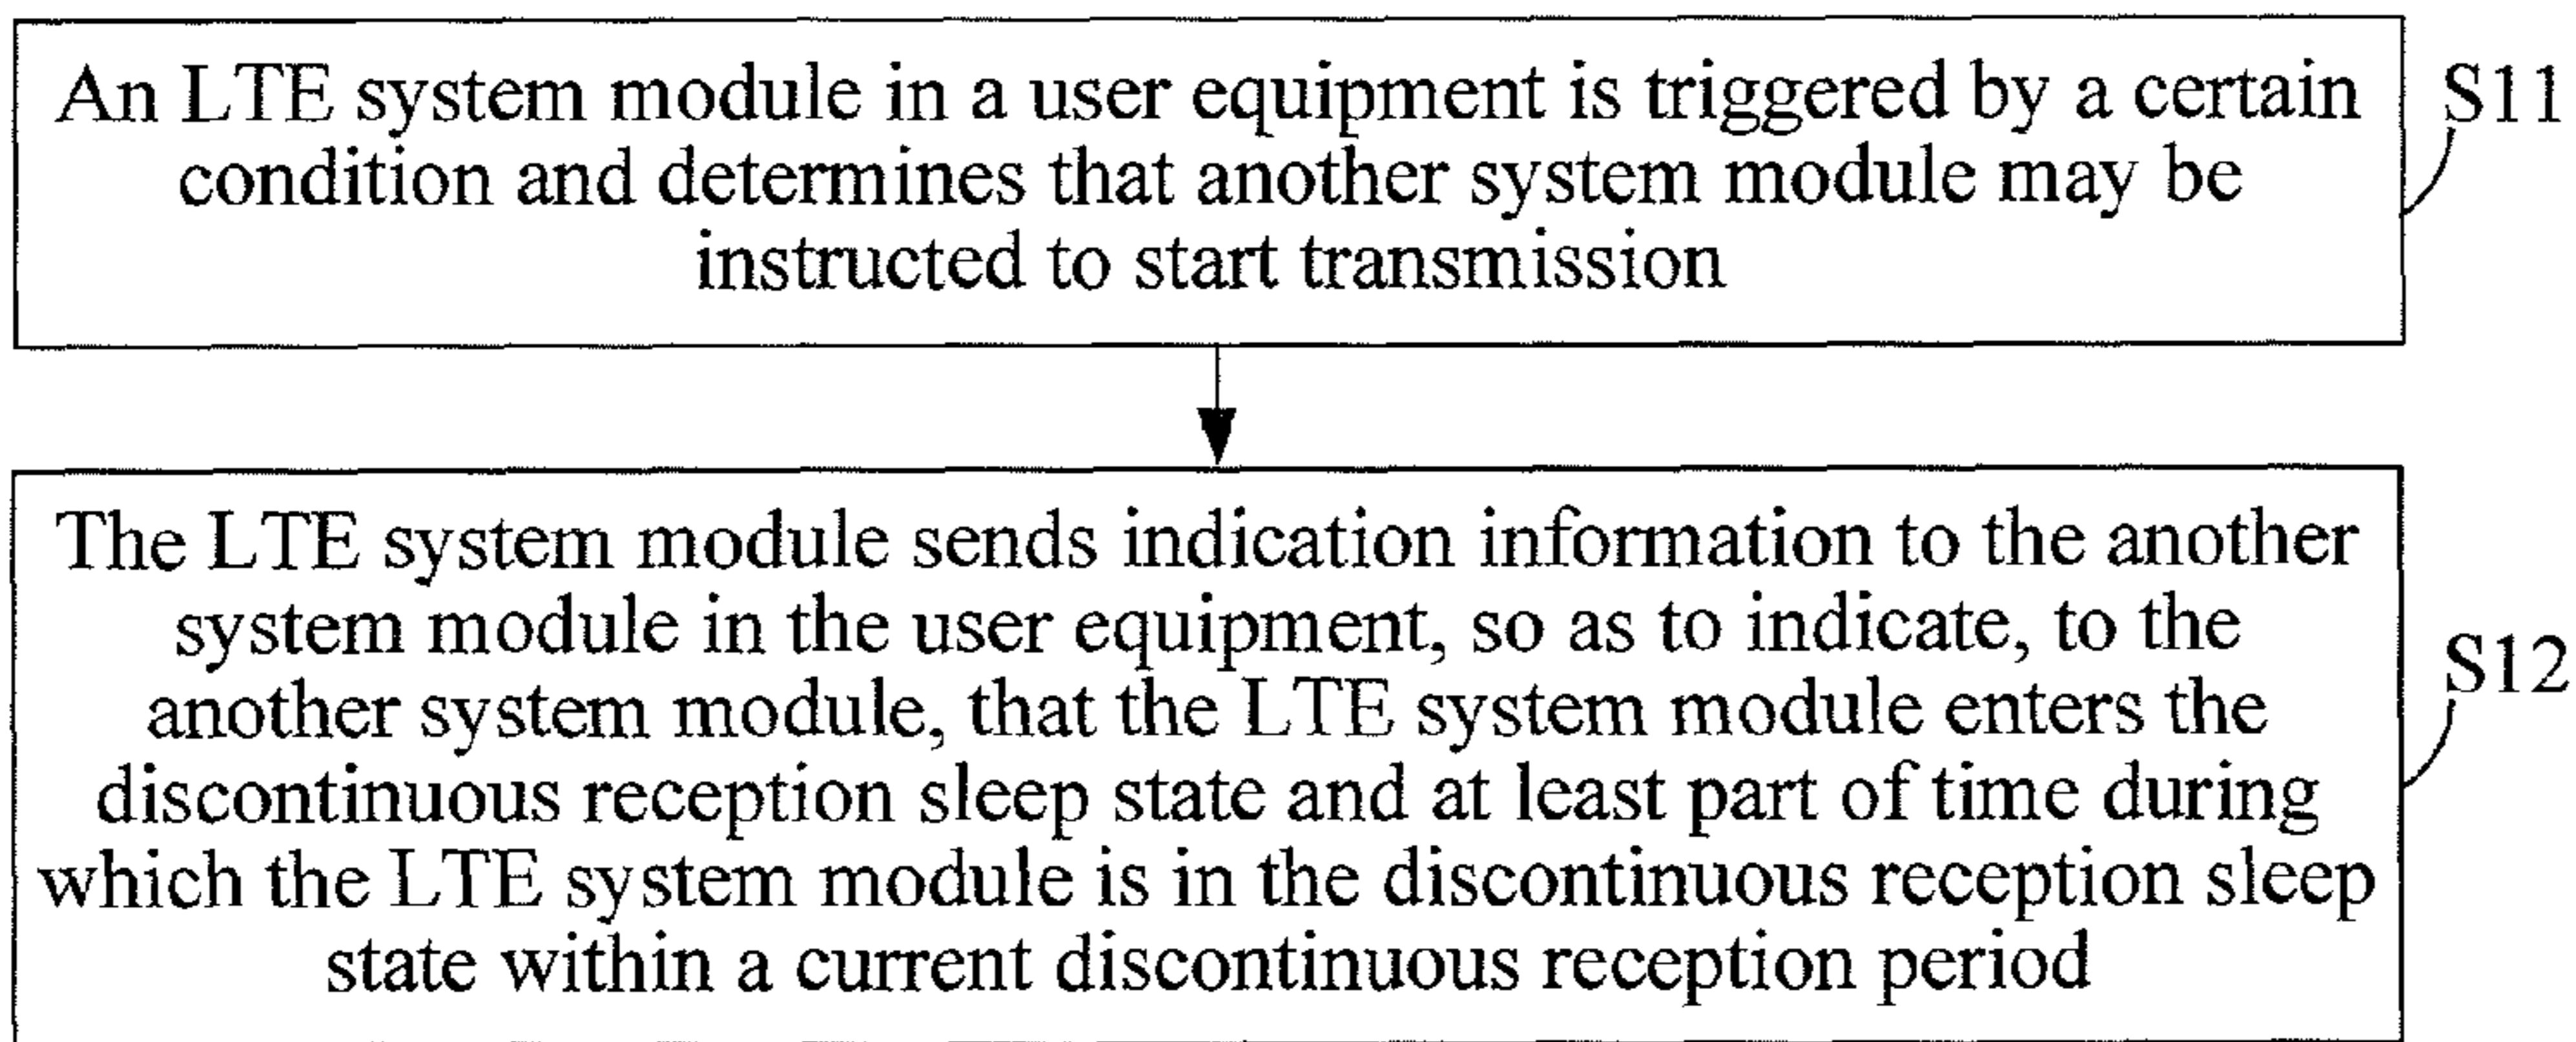 An LTE system module in a user equipment is triggered by a certain
condition and determines that another system module may be
instructed to start transmission
S11
The LTE system module sends indication information to the another
system module in the user equipment, so as to indicate, to the
another system module, that the LTE system module enters the
discontinuous reception sleep state and at least part of time during
which the LTE system module is in the discontinuous reception sleep
state within a current discontinuous reception period
S12